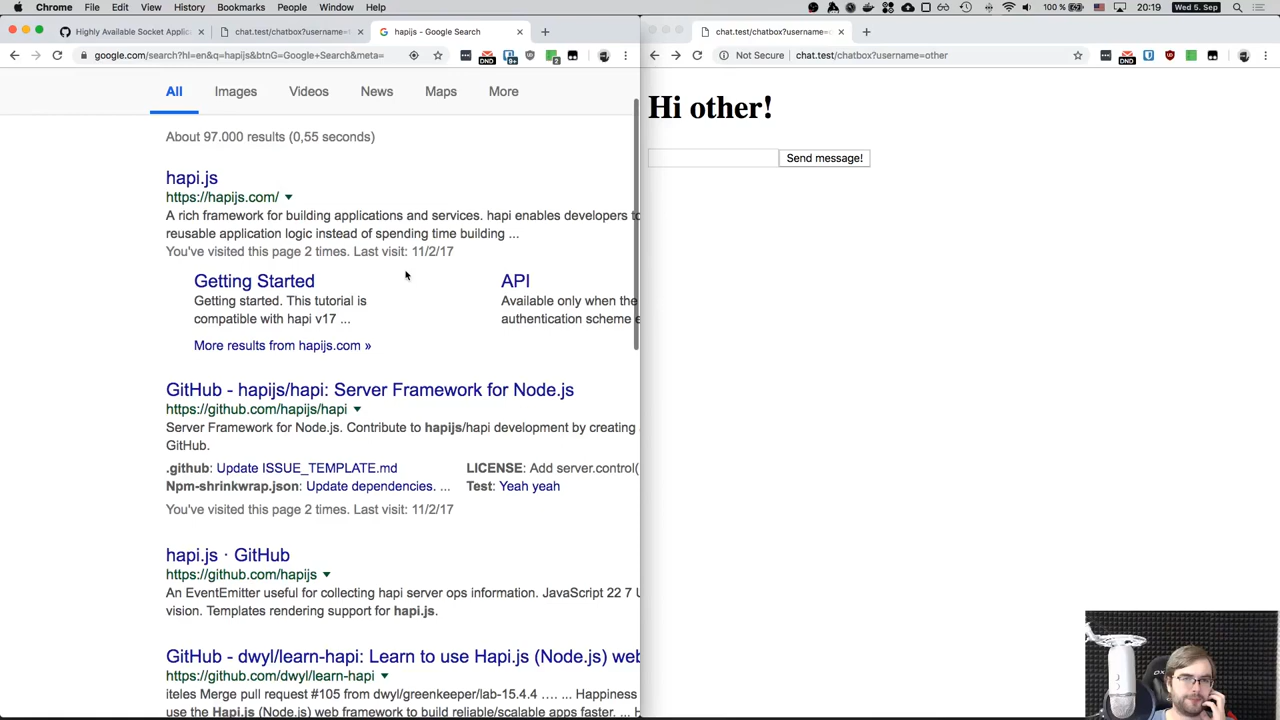 Chrome File Edit View History Bookmarks People Window Help
100 % 20:19 Wed 5. Sep
Highly Available Socket Applica
chat.test/chatbox?username=
hapijs - Google Search
chat.test/chatbox?username=
google.com/search?hl=en&q=hapijs&btnG=Google+Search&meta=
DND
9+
2
Not Secure chat.test/chatbox?username=other
DND
All Images Videos News Maps More
About 97.000 results (0,55 seconds)
hapi.js
https://hapijs.com/
A rich framework for building applications and services. hapi enables developers to
reusable application logic instead of spending time building ...
You've visited this page 2 times. Last visit: 11/2/17
Getting Started
Getting started. This tutorial is
compatible with hapi v17 ...
API
Available only when the
authentication scheme
More results from hapijs.com »
GitHub - hapijs/hapi: Server Framework for Node.js
https://github.com/hapijs/hapi
Server Framework for Node.js. Contribute to hapijs/hapi development by creating
GitHub.
.github: Update ISSUE_TEMPLATE.md LICENSE: Add server.control(
Npm-shrinkwrap.json: Update dependencies. ... Test: Yeah yeah
You've visited this page 2 times. Last visit: 11/2/17
hapi.js · GitHub
https://github.com/hapijs
An EventEmitter useful for collecting hapi server ops information. JavaScript 22 7 U
vision. Templates rendering support for hapi.js.
GitHub - dwyl/learn-hapi: Learn to use Hapi.js (Node.js) web
https://github.com/dwyl/learn-hapi
iteles Merge pull request #105 from dwyl/greenkeeper/lab-15.4.4 .... ... Happiness
use the Hapi.js (Node.js) web framework to build reliable/scalable apps faster. ...
Hi other!
Send message!